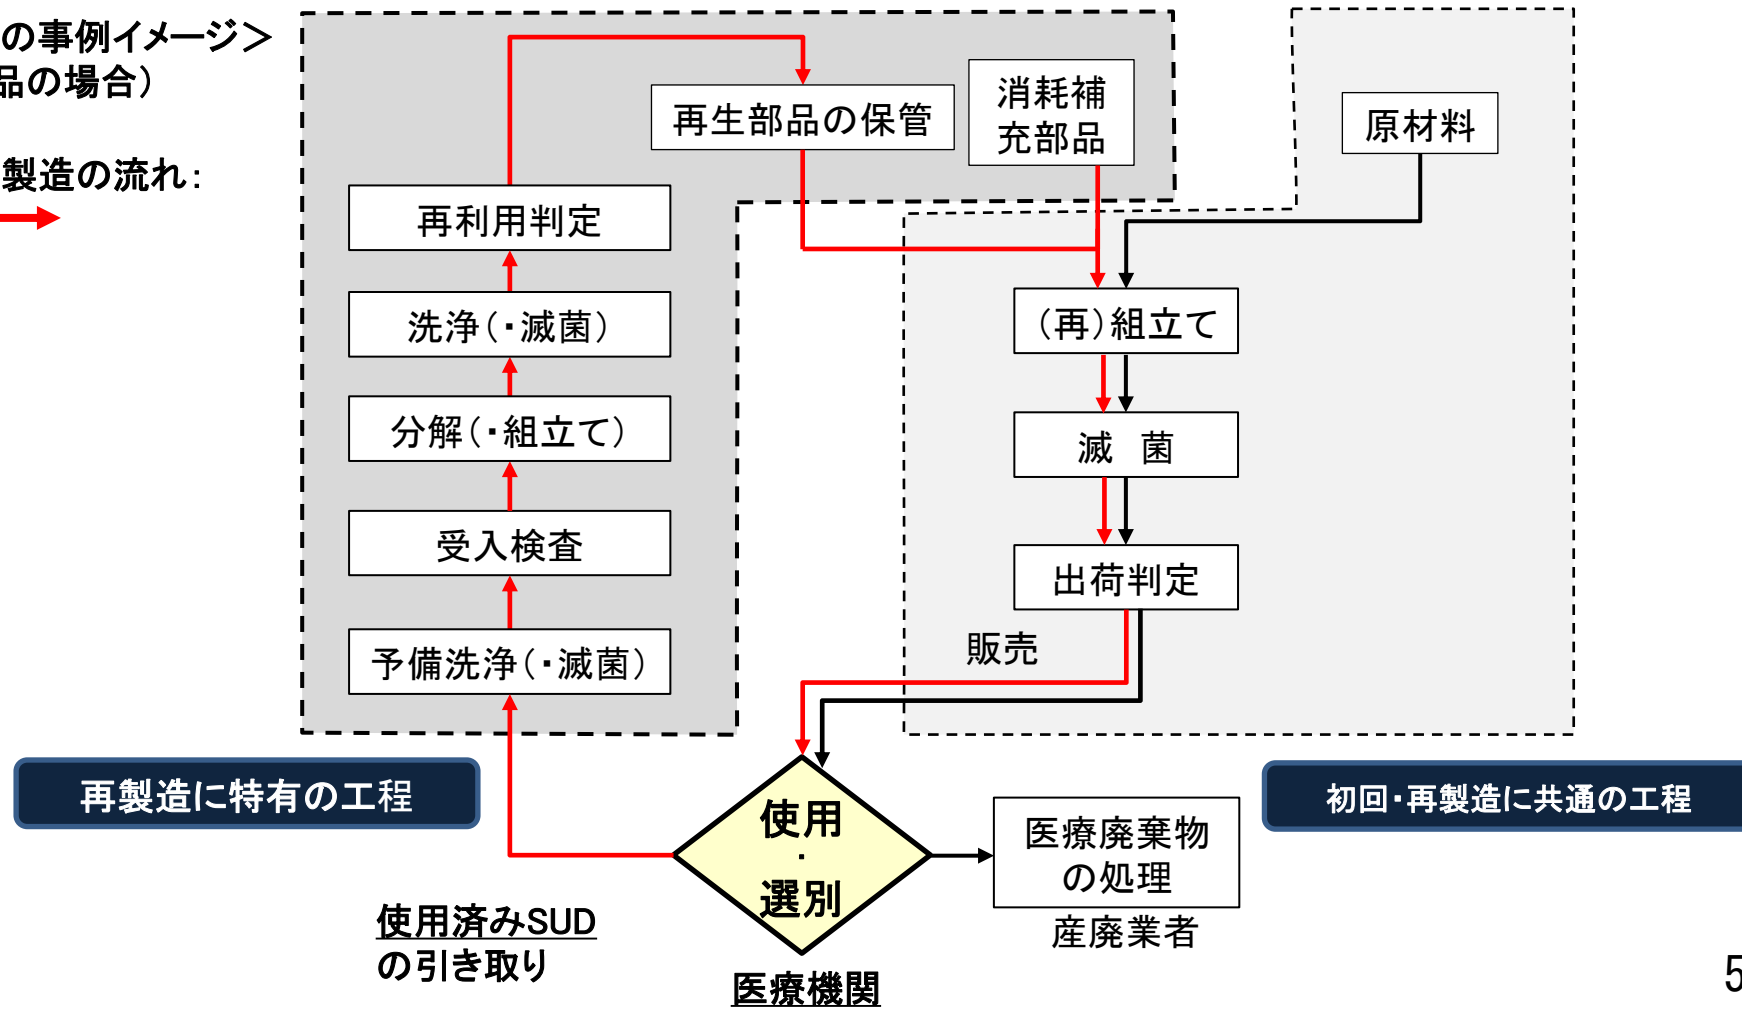 の事例イメージ＞
品の場合）
製造の流れ：
再生部品の保管
消耗補
充部品
原材料
再利用判定
洗浄（・滅菌）
（再）組立て
分解（・組立て）
滅　菌
受入検査
出荷判定
予備洗浄（・滅菌）
販売
再製造に特有の工程
初回・再製造に共通の工程
使用
・
選別
医療廃棄物
の処理
産廃業者
使用済みSUD
の引き取り
医療機関
5